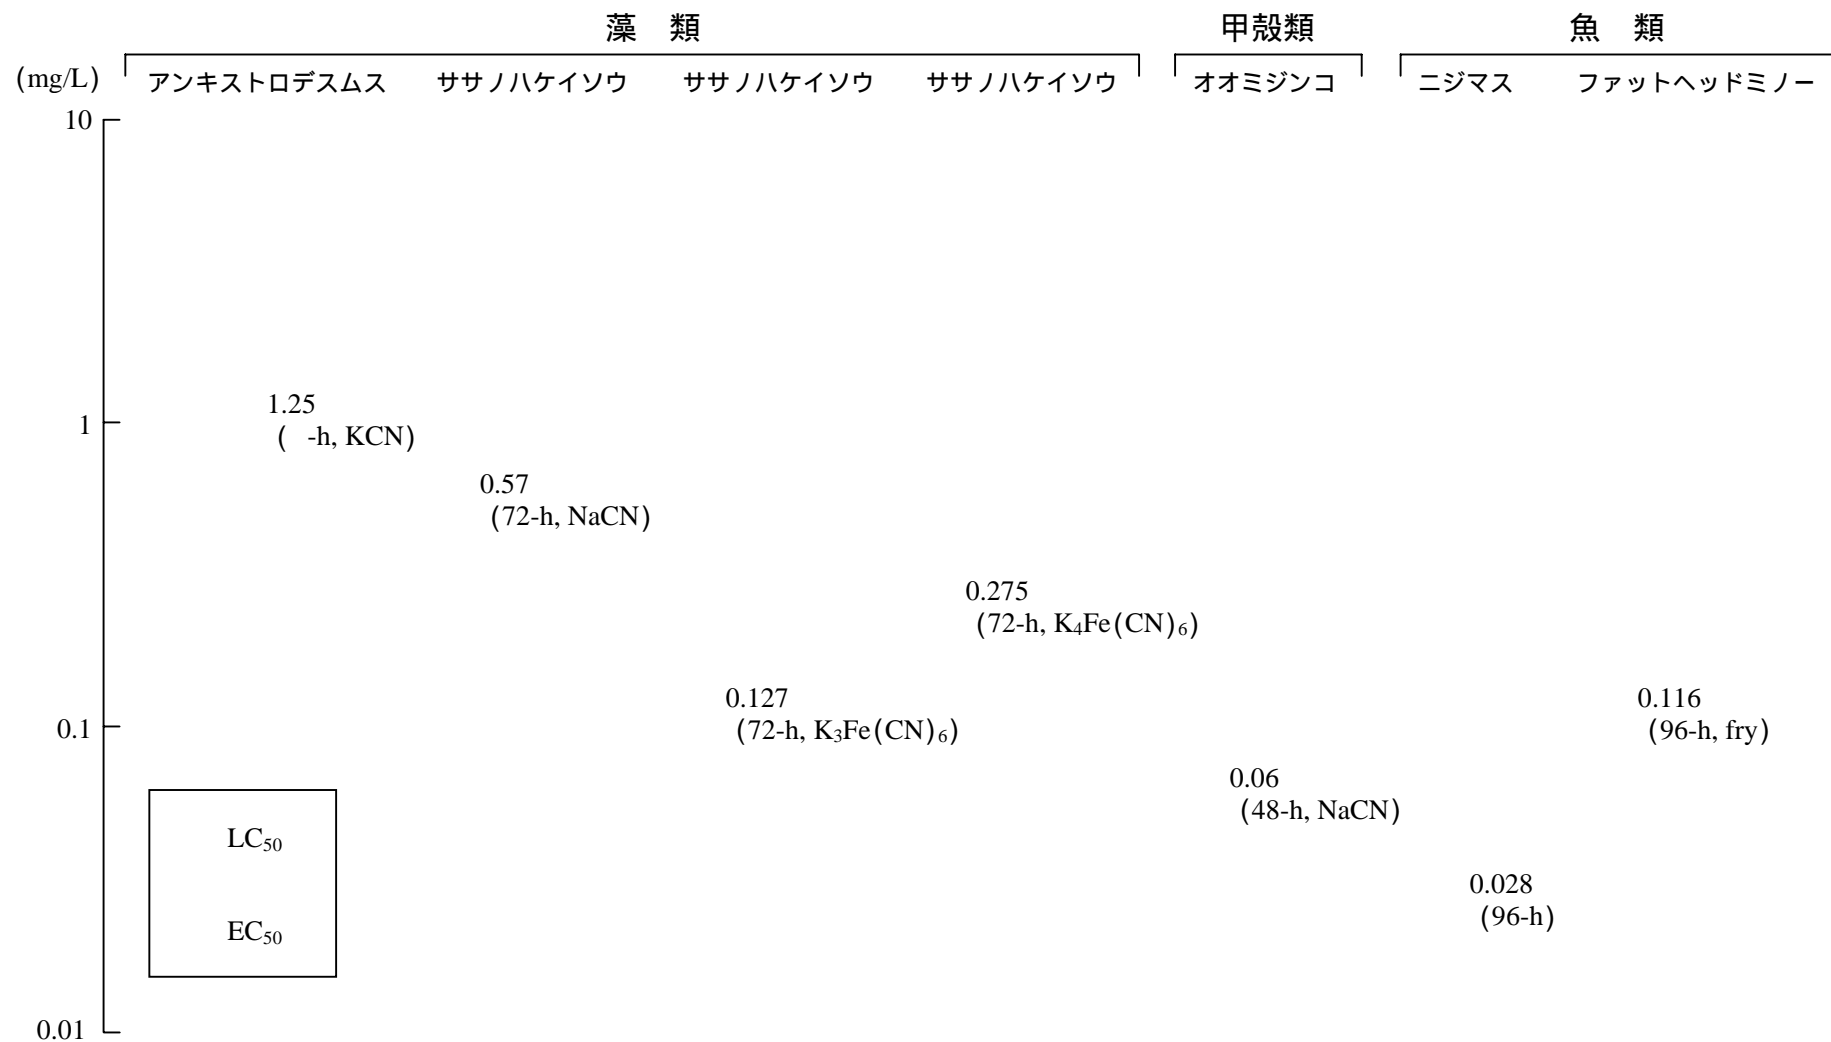 藻 類 甲殻類 魚 類
(mg/L) アンキストロデスムス ササノハケイソウ ササノハケイソウ ササノハケイソウ オオミジンコ ニジマス ファットヘッドミノー
10
1.25
1
( -h, KCN)
0.57
(72-h, NaCN)
0.275
(72-h, K₄Fe(CN)₆)
0.127 0.116
0.1 (72-h, K₃Fe(CN)₆) (96-h, fry)
0.06
(48-h, NaCN)
LC₅₀
0.028
(96-h)
EC₅₀
0.01